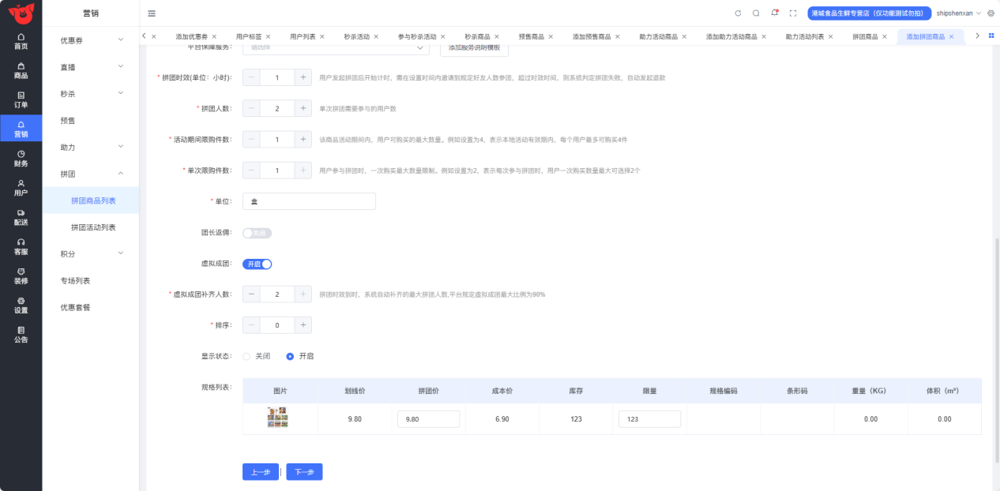 营销
港城食品生鲜专营店（仅功能测试勿拍）
shipshenxan
添加优惠券
用户标签
用户列表
秒杀活动
参与秒杀活动
秒杀商品
预售商品
添加预售商品
助力活动商品
添加助力活动商品
助力活动列表
拼团商品
添加拼团商品
首页
商品
订单
营销
财务
用户
配送
客服
装修
设置
公告
优惠券
直播
秒杀
预售
助力
拼团
拼团商品列表
拼团活动列表
积分
专场列表
优惠套餐
平台保障服务: 请选择 添加服务说明模板
* 拼团时效(单位：小时): 1 用户发起拼团后开始计时，需在设置时间内邀请到规定好友人数参团，超过时效时间，则系统判定拼团失败，自动发起退款
* 拼团人数: 2 单次拼团需要参与的用户数
* 活动期间限购件数: 1 该商品活动期间内，用户可购买的最大数量。例如设置为4，表示本地活动有效期内，每个用户最多可购买4件
* 单次限购件数: 1 用户参与拼团时，一次购买最大数量限制。例如设置为2，表示每次参与拼团时，用户一次购买数量最大可选择2个
* 单位: 盒
团长返佣: 关闭
虚拟成团: 开启
* 虚拟成团补齐人数: 2 拼团时效到时，系统自动补齐的最大拼团人数,平台规定虚拟成团最大比例为90%
* 排序: 0
显示状态: 关闭 开启
规格列表:
图片 划线价 拼团价 成本价 库存 限量 规格编码 条形码 重量（KG） 体积（m³）
9.80 9.80 6.90 123 123 0.00 0.00
上一步 | 下一步